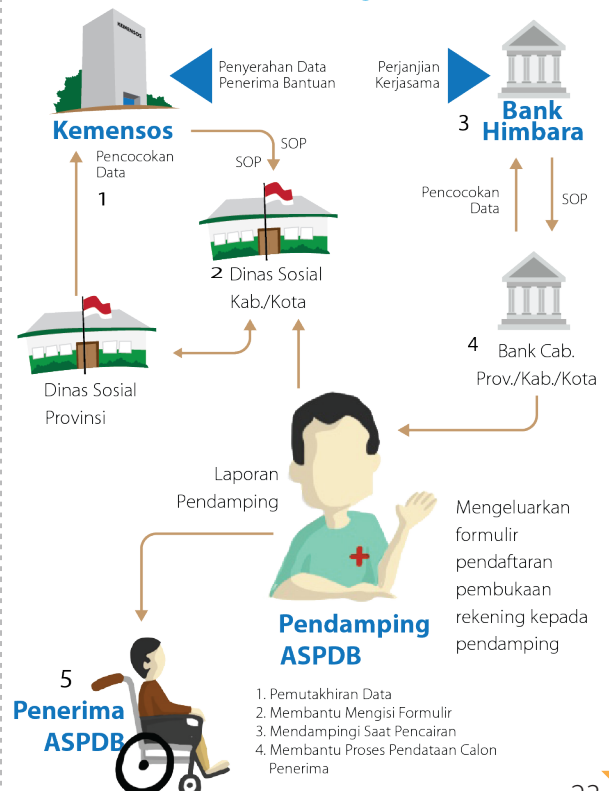 KEMENSOS
Penyerahan Data
Penerima Bantuan
Perjanjian
Kerjasama
Kemensos
3 Bank
Himbara
SOP
SOP
Pencocokan
Data
1
Pencocokan
Data
SOP
2 Dinas Sosial
Kab./Kota
4 Bank Cab.
Prov./Kab./Kota
Dinas Sosial
Provinsi
Laporan
Pendamping
Mengeluarkan
formulir
pendaftaran
pembukaan
rekening kepada
pendamping
Pendamping
ASPDB
5
Penerima
ASPDB
1. Pemutakhiran Data
2. Membantu Mengisi Formulir
3. Mendampingi Saat Pencairan
4. Membantu Proses Pendataan Calon
Penerima